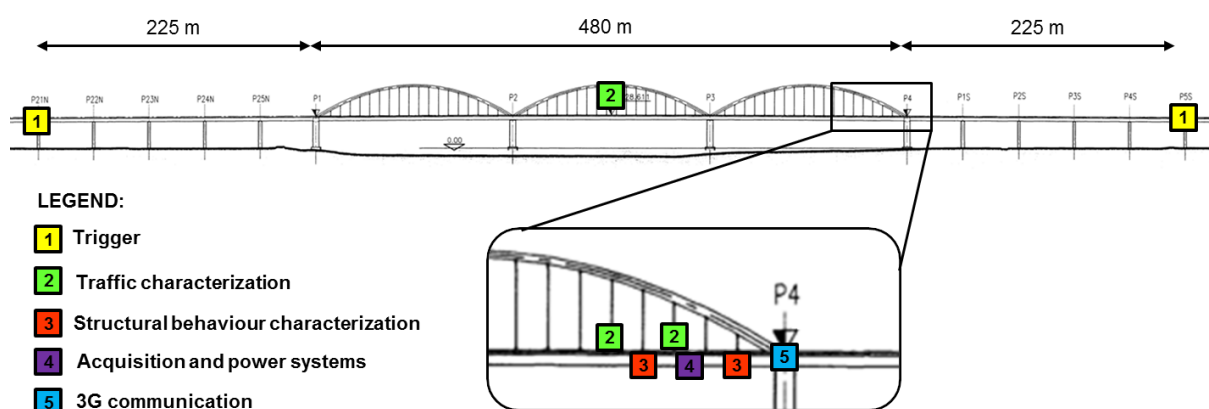 225 m 480 m 225 m
P21N P22N P23N P24N P25N P1 P2 P3 P4 P1S P2S P3S P4S P5S
2 28,611
1 1
0.00
LEGEND:
1 Trigger
2 Traffic characterization
3 Structural behaviour characterization
4 Acquisition and power systems
5 3G communication
P4
2 2
3 4 3 5